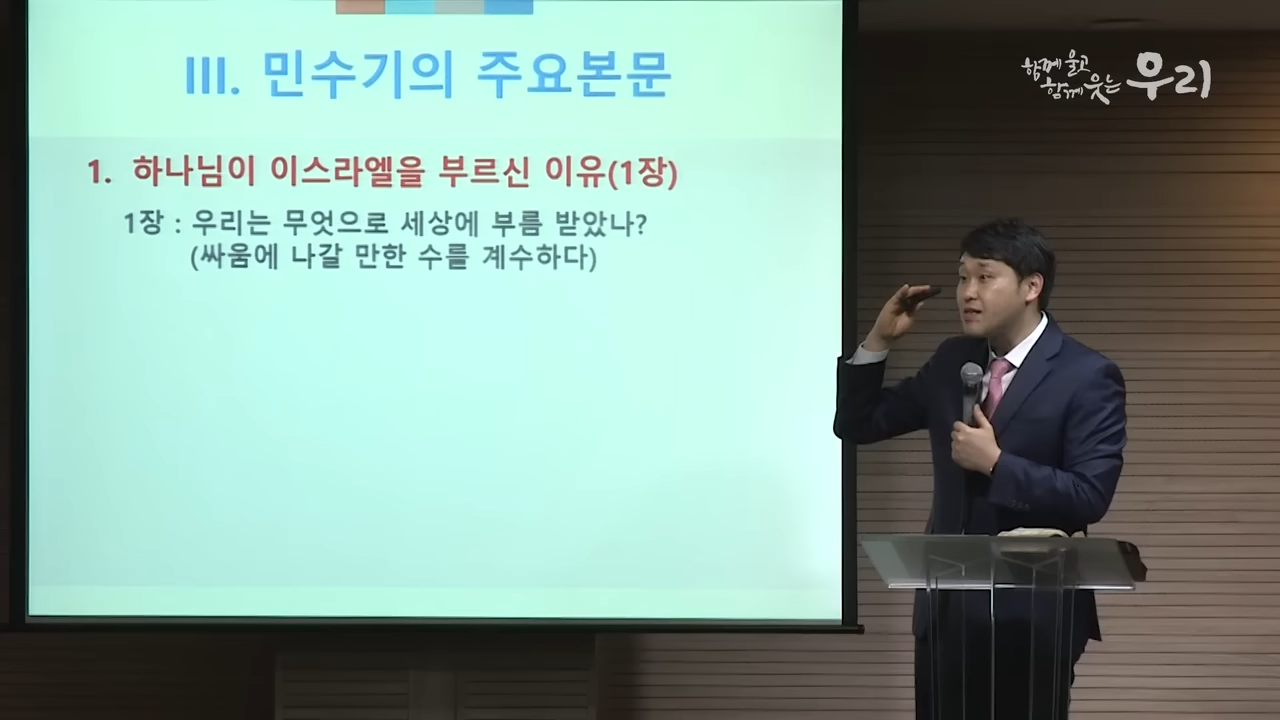 III. 민수기의 주요본문
함께 울고
함께 웃는 우리
1. 하나님이 이스라엘을 부르신 이유(1장)
1장 : 우리는 무엇으로 세상에 부름 받았나?
(싸움에 나갈 만한 수를 계수하다)